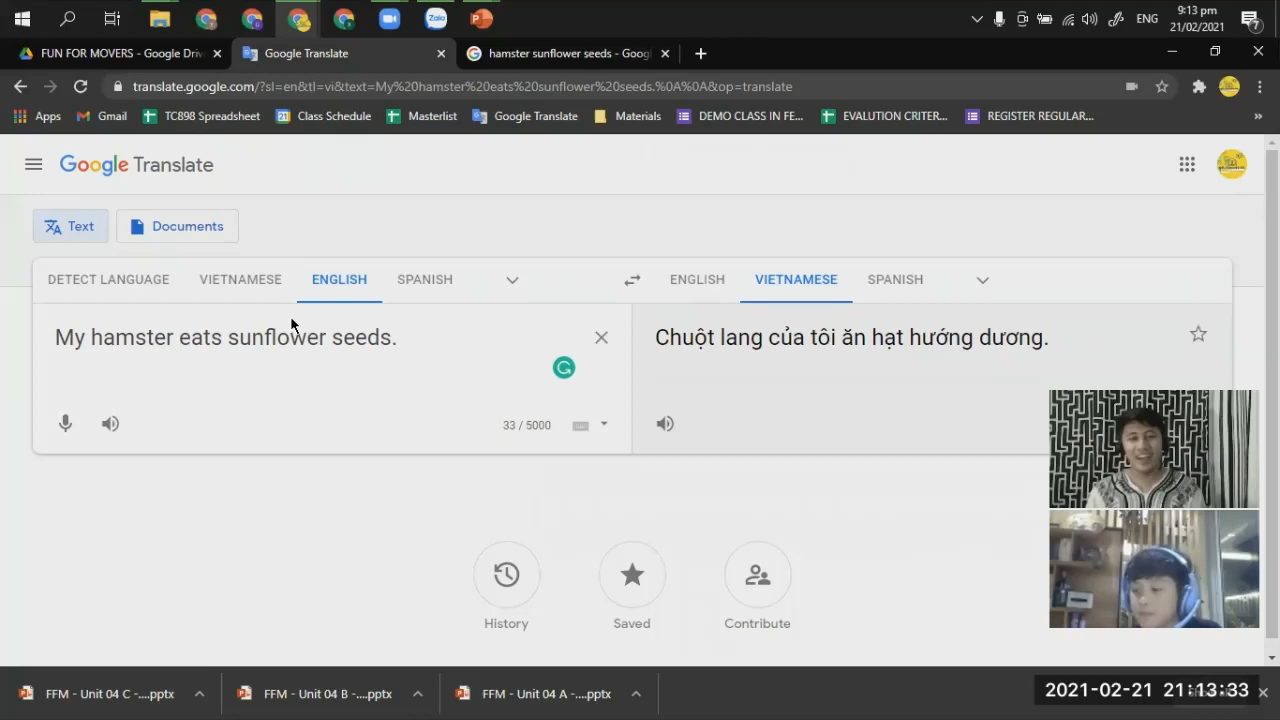 9:13 pm
ENG
21/02/2021
7
FUN FOR MOVERS - Google Driv
Google Translate
hamster sunflower seeds - Goog
translate.google.com/?sl=en&tl=vi&text=My%20hamster%20eats%20sunflower%20seeds.%0A%0A&op=translate
Apps
Gmail
TC898 Spreadsheet
Class Schedule
Masterlist
Google Translate
Materials
DEMO CLASS IN FE...
EVALUTION CRITER...
REGISTER REGULAR...
Google Translate
Text
Documents
DETECT LANGUAGE
VIETNAMESE
ENGLISH
SPANISH
ENGLISH
VIETNAMESE
SPANISH
My hamster eats sunflower seeds.
Chuột lang của tôi ăn hạt hướng dương.
33 / 5000
History
Saved
Contribute
FFM - Unit 04 C -....pptx
FFM - Unit 04 B -....pptx
FFM - Unit 04 A -....pptx
2021-02-21 21:13:33